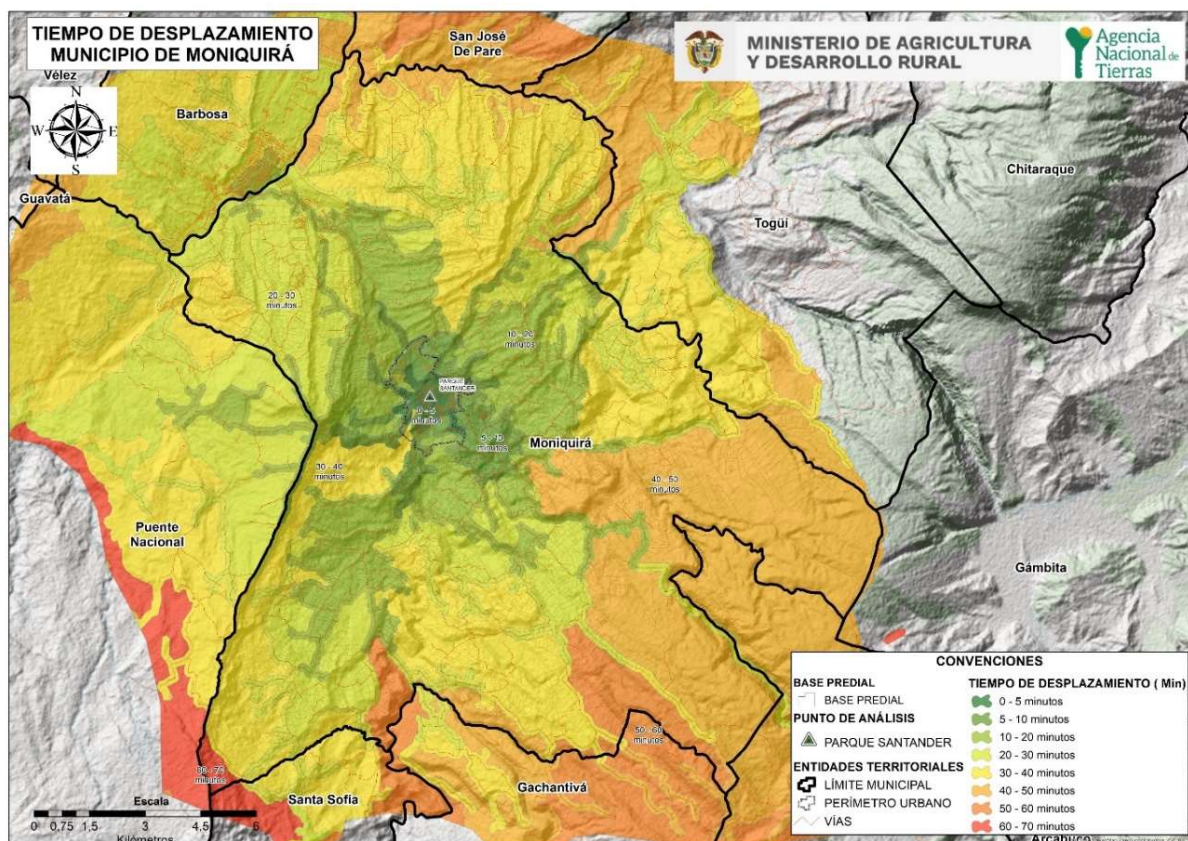 TIEMPO DE DESPLAZAMIENTO
MUNICIPIO DE MONIQUIRÁ
MINISTERIO DE AGRICULTURA
Y DESARROLLO RURAL
Agencia
Nacional de
Tierras
San José
De Pare
Vélez
N
W
E
S
Barbosa
Guavatá
Chitaraque
Togüí
20 - 30
minutos
10 - 20
minutos
PARQUE
SANTANDER
0 - 5
minutos
5 - 10
minutos
Moniquirá
30 - 40
minutos
40 - 50
minutos
Puente
Nacional
Gámbita
50 - 60
minutos
60 - 70
minutos
Santa Sofía
Gachantivá
Escala
0 0,75 1,5 3 4,5 6
Kilómetros
CONVENCIONES
BASE PREDIAL
BASE PREDIAL
PUNTO DE ANÁLISIS
PARQUE SANTANDER
ENTIDADES TERRITORIALES
LÍMITE MUNICIPAL
PERÍMETRO URBANO
VÍAS
TIEMPO DE DESPLAZAMIENTO ( Min)
0 - 5 minutos
5 - 10 minutos
10 - 20 minutos
20 - 30 minutos
30 - 40 minutos
40 - 50 minutos
50 - 60 minutos
60 - 70 minutos
Arcabuco